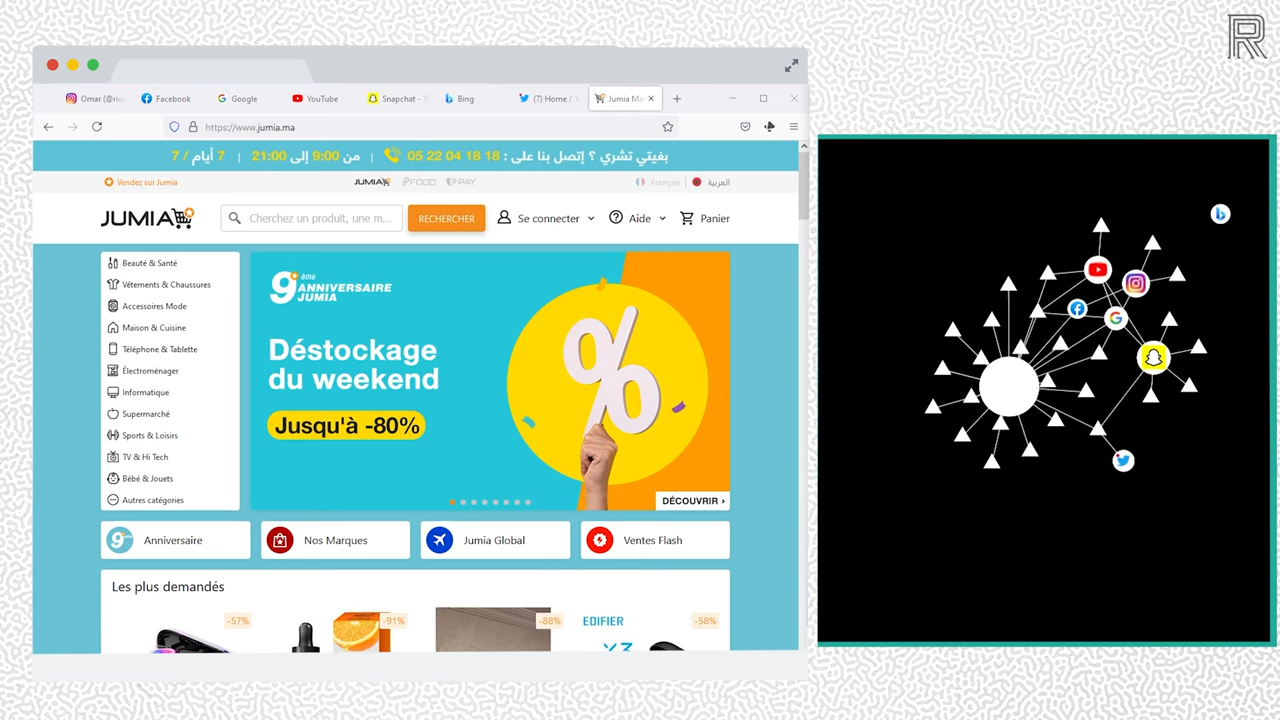 R
Omar (@rivo
Facebook
Google
YouTube
Snapchat - T
Bing
(7) Home / T
Jumia Ma
https://www.jumia.ma
بغيتي تشري ؟ إتصل بنا على : 05 22 04 18 18 | من 9:00 إلى 21:00 | 7 أيام / 7
Vendez sur Jumia
JUMIA
FOOD
PAY
Français
العربية
JUMIA
Cherchez un produit, une m...
RECHERCHER
Se connecter
Aide
Panier
Beauté & Santé
Vêtements & Chaussures
Accessoires Mode
Maison & Cuisine
Téléphone & Tablette
Électroménager
Informatique
Supermarché
Sports & Loisirs
TV & Hi Tech
Bébé & Jouets
Autres catégories
9ème ANNIVERSAIRE
JUMIA
Déstockage
du weekend
Jusqu'à -80%
%
DÉCOUVRIR ›
Anniversaire
Nos Marques
Jumia Global
Ventes Flash
Les plus demandés
-57%
-91%
-88%
EDIFIER
-58%